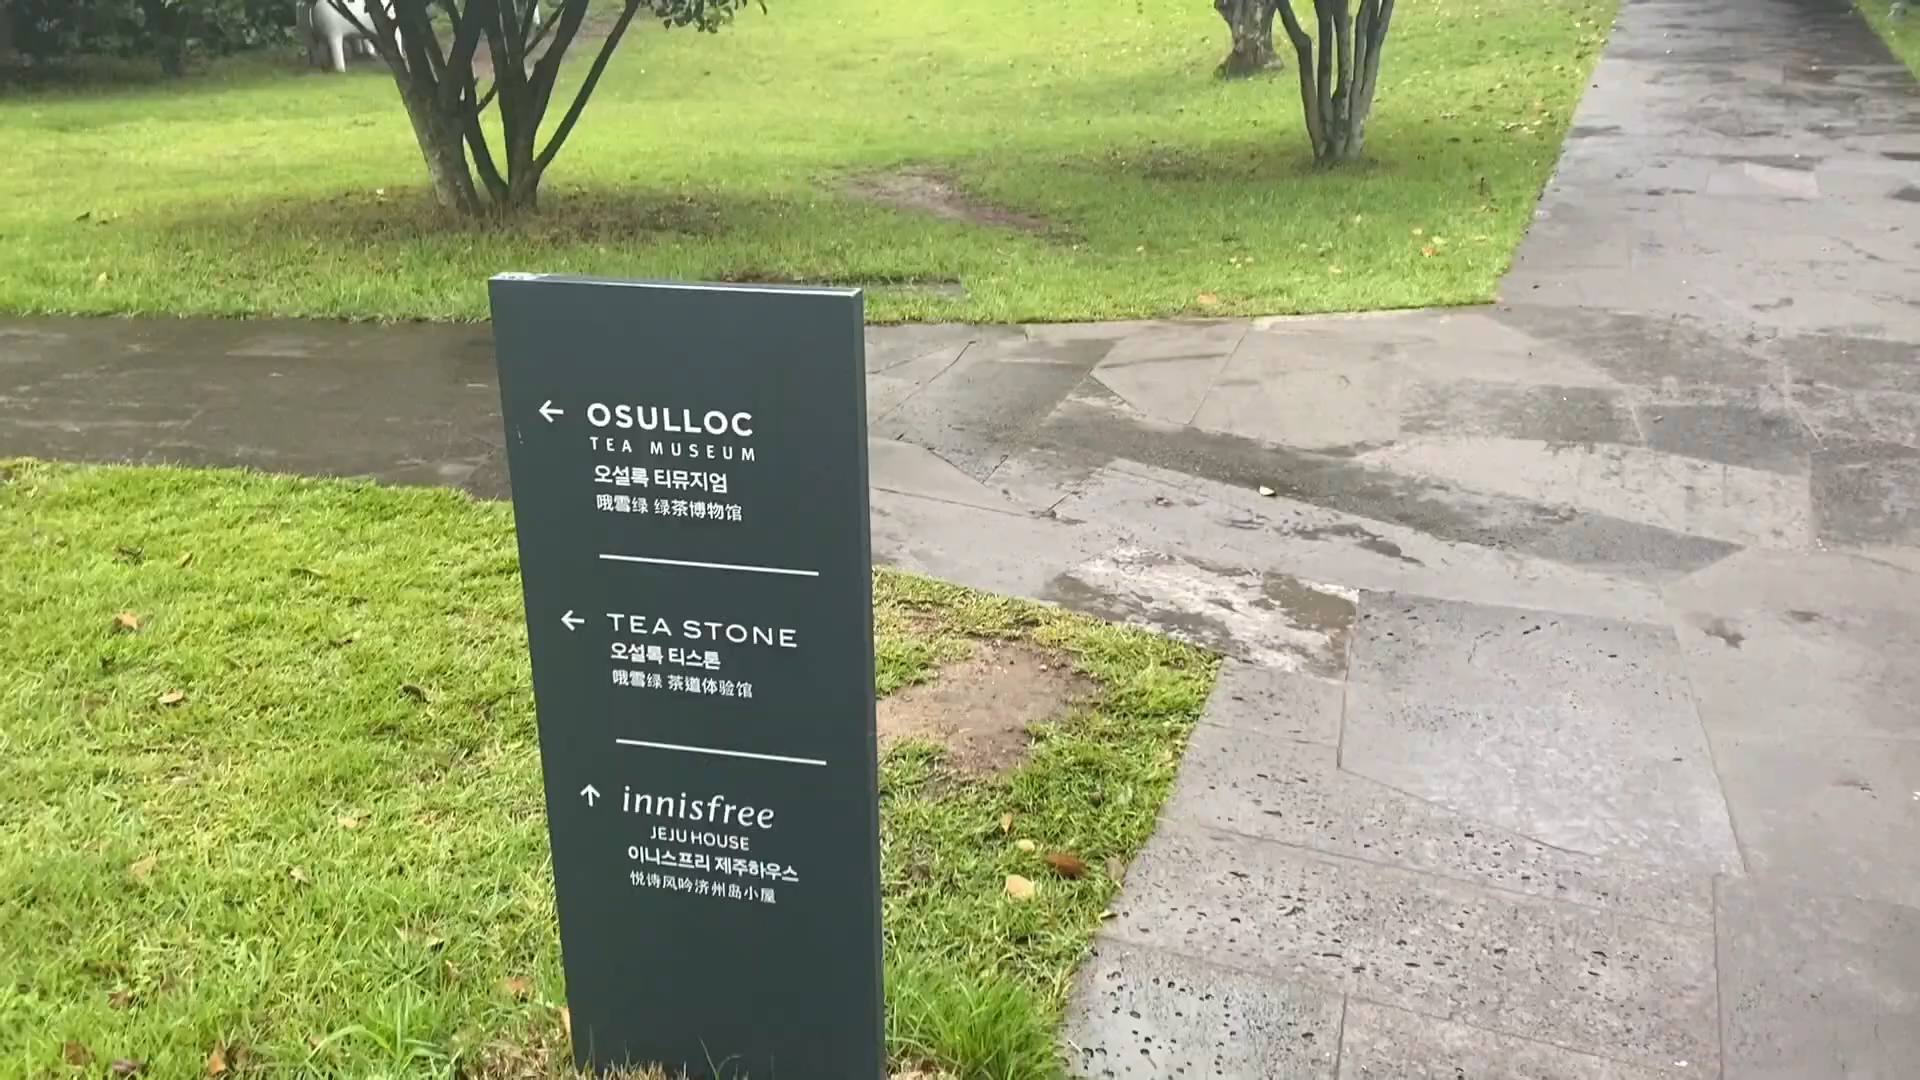 ← OSULLOC
TEA MUSEUM
오설록 티뮤지엄
哦雪绿 绿茶博物馆
← TEA STONE
오설록 티스톤
哦雪绿 茶道体验馆
↑ innisfree
JEJU HOUSE
이니스프리 제주하우스
悦诗风吟济州岛小屋